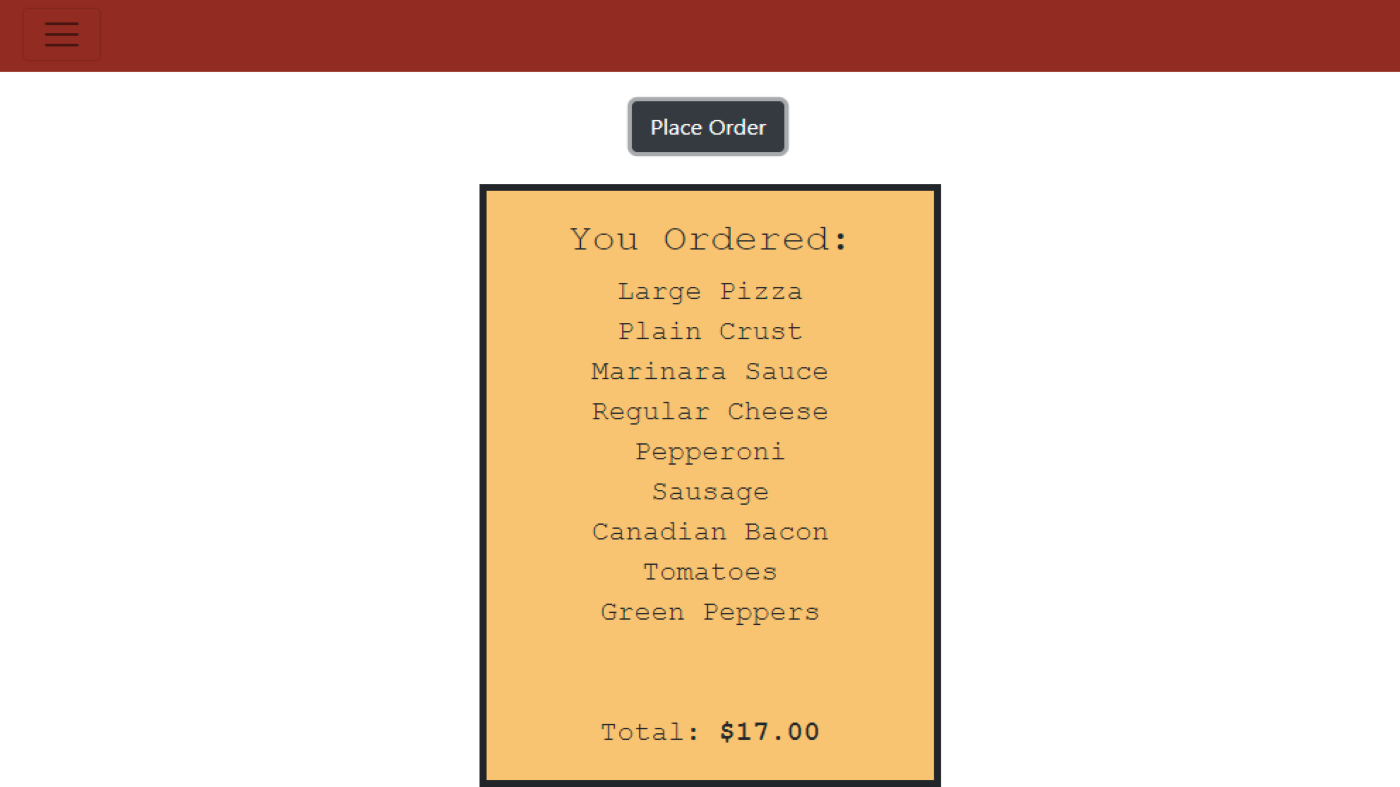 Place Order
You Ordered:
Large Pizza
Plain Crust
Marinara Sauce
Regular Cheese
Pepperoni
Sausage
Canadian Bacon
Tomatoes
Green Peppers
Total: $17.00